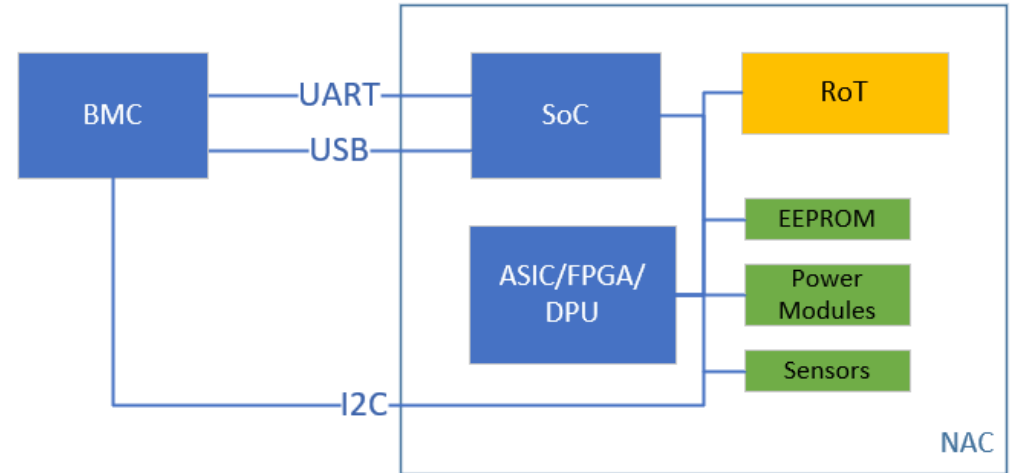 BMC
UART
USB
SoC
RoT
EEPROM
ASIC/FPGA/
DPU
Power
Modules
Sensors
I2C
NAC